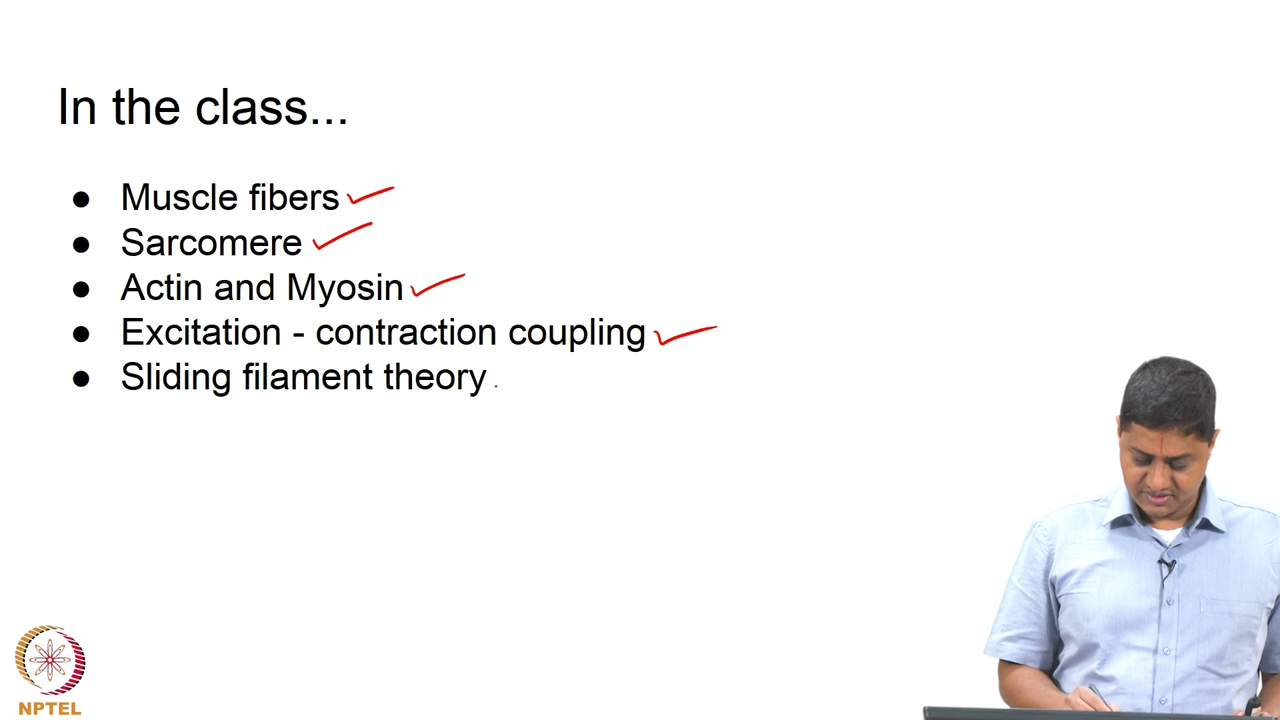 In the class...
● Muscle fibers
● Sarcomere
● Actin and Myosin
● Excitation - contraction coupling
● Sliding filament theory
NPTEL